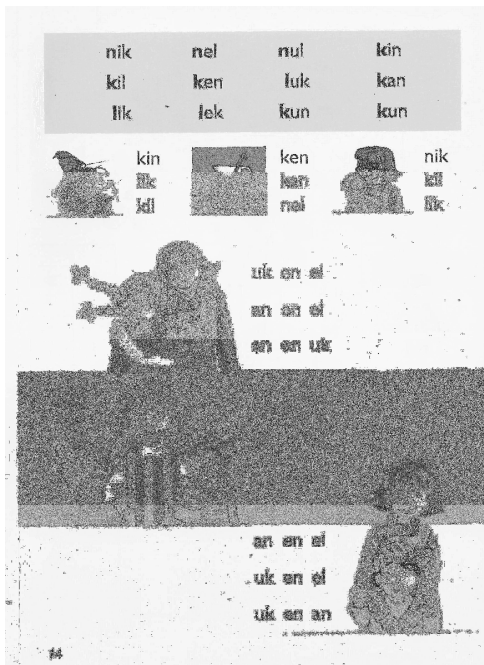 nik nel nul kin
kil ken luk kan
lik lek kun kun
kin
lik
kil
ken
kan
nel
nik
kil
lik
uk en el
an en el
an en uk
an en el
uk en el
uk en an
14